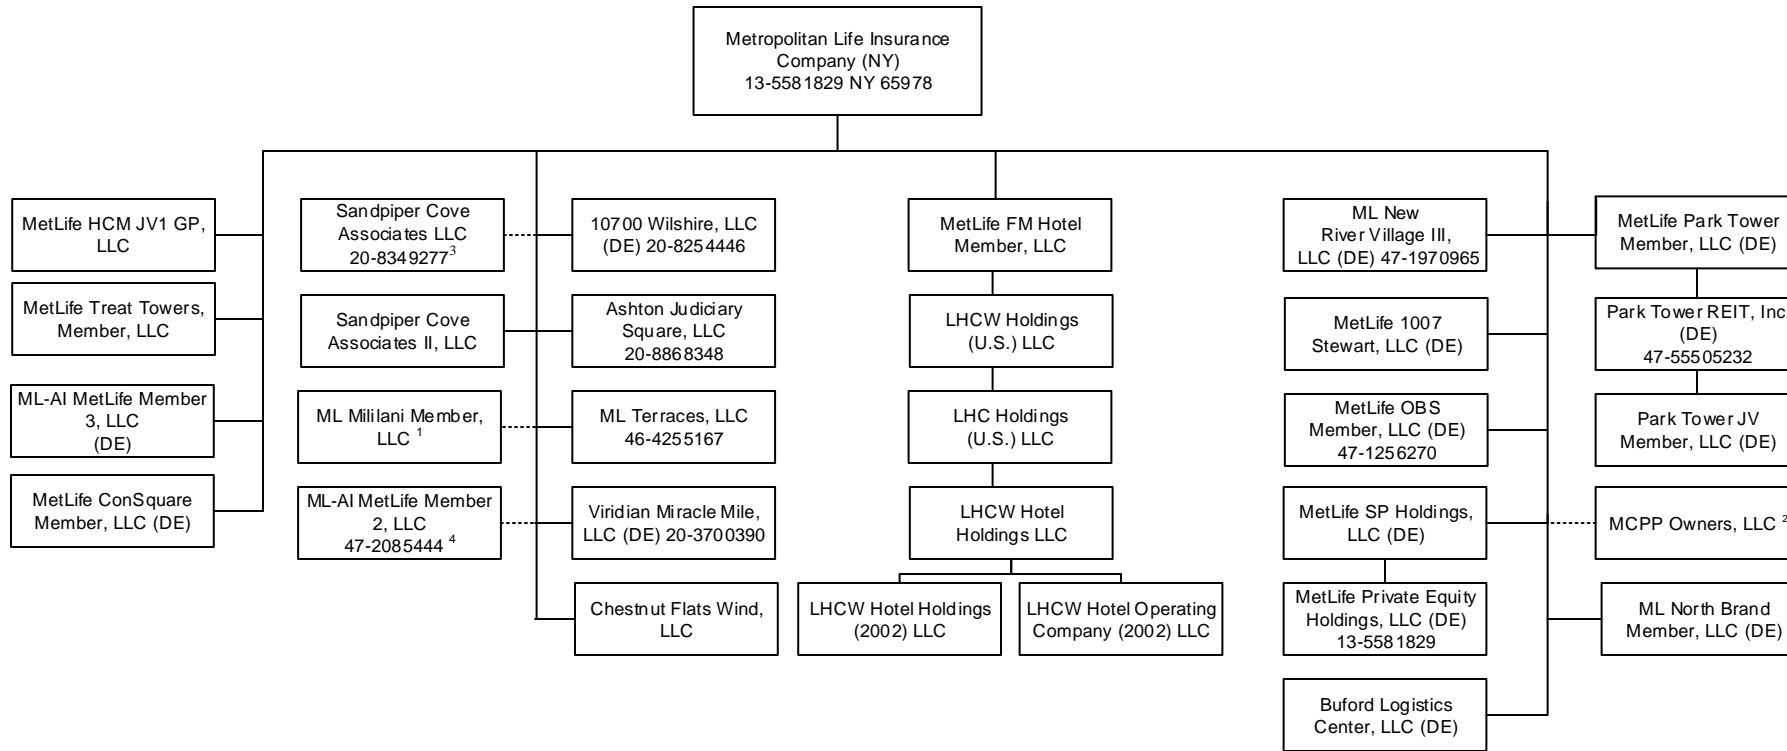 Metropolitan Life Insurance
Company (NY)
13-5581829 NY 65978
MetLife HCM JV1 GP,
LLC
MetLife Treat Towers,
Member, LLC
ML-AI MetLife Member
3, LLC
(DE)
MetLife ConSquare
Member, LLC (DE)
Sandpiper Cove
Associates LLC
20-8349277³
Sandpiper Cove
Associates II, LLC
ML Mililani Member,
LLC ¹
ML-AI MetLife Member
2, LLC
47-2085444 ⁴
10700 Wilshire, LLC
(DE) 20-8254446
Ashton Judiciary
Square, LLC
20-8868348
ML Terraces, LLC
46-4255167
Viridian Miracle Mile,
LLC (DE) 20-3700390
Chestnut Flats Wind,
LLC
MetLife FM Hotel
Member, LLC
LHCW Holdings
(U.S.) LLC
LHC Holdings
(U.S.) LLC
LHCW Hotel
Holdings LLC
LHCW Hotel Holdings
(2002) LLC
LHCW Hotel Operating
Company (2002) LLC
ML New
River Village III,
LLC (DE) 47-1970965
MetLife 1007
Stewart, LLC (DE)
MetLife OBS
Member, LLC (DE)
47-1256270
MetLife SP Holdings,
LLC (DE)
MetLife Private Equity
Holdings, LLC (DE)
13-5581829
Buford Logistics
Center, LLC (DE)
MetLife Park Tower
Member, LLC (DE)
Park Tower REIT, Inc.
(DE)
47-55505232
Park Tower JV
Member, LLC (DE)
MCPP Owners, LLC ²
ML North Brand
Member, LLC (DE)